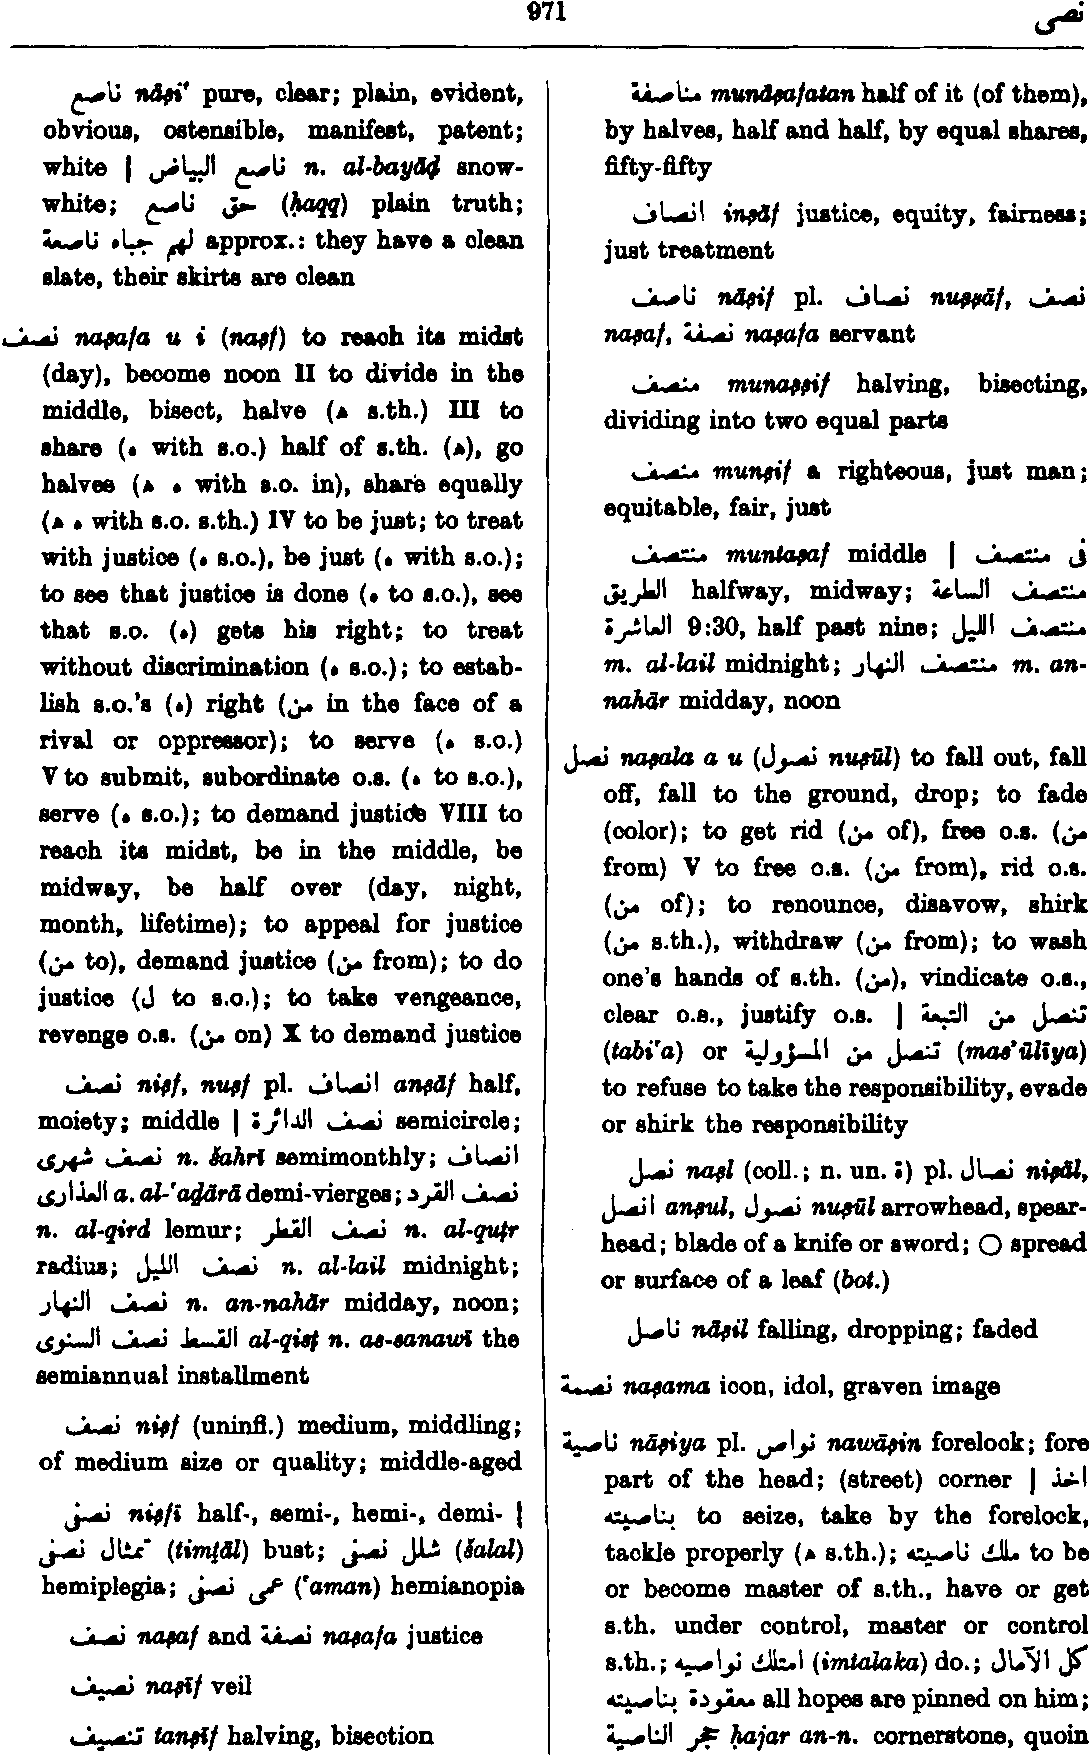 971
نصى
ناصع nāṣi‘ pure, clear; plain, evident,
obvious, ostensible, manifest, patent;
white | ناصع البياض n. al-bayāḍ snow-
white; حق ناصع (ḥaqq) plain truth;
لهم جباه ناصعة approx.: they have a clean
slate, their skirts are clean
نصف naṣafa u i (naṣf) to reach its midst
(day), become noon II to divide in the
middle, bisect, halve (ه s.th.) III to
share (ه with s.o.) half of s.th. (ه), go
halves (ه ه with s.o. in), share equally
(ه ه with s.o. s.th.) IV to be just; to treat
with justice (ه s.o.), be just (ه with s.o.);
to see that justice is done (ه to s.o.), see
that s.o. (ه) gets his right; to treat
without discrimination (ه s.o.); to estab-
lish s.o.’s (ه) right (من in the face of a
rival or oppressor); to serve (ه s.o.)
V to submit, subordinate o.s. (ه to s.o.),
serve (ه s.o.); to demand justice VIII to
reach its midst, be in the middle, be
midway, be half over (day, night,
month, lifetime); to appeal for justice
(من to), demand justice (من from); to do
justice (ل to s.o.); to take vengeance,
revenge o.s. (من on) X to demand justice
نصف niṣf, nuṣf pl. انصاف anṣāf half,
moiety; middle | نصف الدائرة semicircle;
نصف شهرى n. šahrī semimonthly; انصاف
العذارى a. al-‘aḏārā demi-vierges; نصف القرد
n. al-qird lemur; نصف القطر n. al-quṭr
radius; نصف الليل n. al-lail midnight;
نصف النهار n. an-nahār midday, noon;
القسط نصف السنوى al-qisṭ n. as-sanawī the
semiannual installment
نصف niṣf (uninfl.) medium, middling;
of medium size or quality; middle-aged
نصفى niṣfī half-, semi-, hemi-, demi- |
تمثال نصفى (timṯāl) bust; شلل نصفى (šalal)
hemiplegia; عمى نصفى (‘aman) hemianopia
نصف naṣaf and نصفة naṣafa justice
نصيف naṣīf veil
تنصيف tanṣīf halving, bisection
مناصفة munāṣafatan half of it (of them),
by halves, half and half, by equal shares,
fifty-fifty
انصاف inṣāf justice, equity, fairness;
just treatment
ناصف nāṣif pl. نصاف nuṣṣāf, نصف
naṣaf, نصفة naṣafa servant
منصف munaṣṣif halving, bisecting,
dividing into two equal parts
منصف munṣif a righteous, just man;
equitable, fair, just
منتصف muntaṣaf middle | فى منتصف
الطريق halfway, midway; منتصف الساعة
العاشرة 9:30, half past nine; منتصف الليل
m. al-lail midnight; منتصف النهار m. an-
nahār midday, noon
نصل naṣala a u (نصول nuṣūl) to fall out, fall
off, fall to the ground, drop; to fade
(color); to get rid (من of), free o.s. (من
from) V to free o.s. (من from), rid o.s.
(من of); to renounce, disavow, shirk
(من s.th.), withdraw (من from); to wash
one’s hands of s.th. (من), vindicate o.s.,
clear o.s., justify o.s. | تنصل من التبعة
(tabi‘a) or تنصل من المسؤولية (mas’ūlīya)
to refuse to take the responsibility, evade
or shirk the responsibility
نصل naṣl (coll.; n. un. ة) pl. نصال niṣāl,
انصل anṣul, نصول nuṣūl arrowhead, spear-
head; blade of a knife or sword; ○ spread
or surface of a leaf (bot.)
ناصل nāṣil falling, dropping; faded
نصمة naṣama icon, idol, graven image
ناصية nāṣiya pl. نواص nawāṣin forelock; fore
part of the head; (street) corner | اخذ
بناصيته to seize, take by the forelock,
tackle properly (ه s.th.); ملك ناصيته to be
or become master of s.th., have or get
s.th. under control, master or control
s.th.; امتلك نواصيه (imtalaka) do.; كل الآمال
معقودة بناصيته all hopes are pinned on him;
حجر الناصية ḥajar an-n. cornerstone, quoin